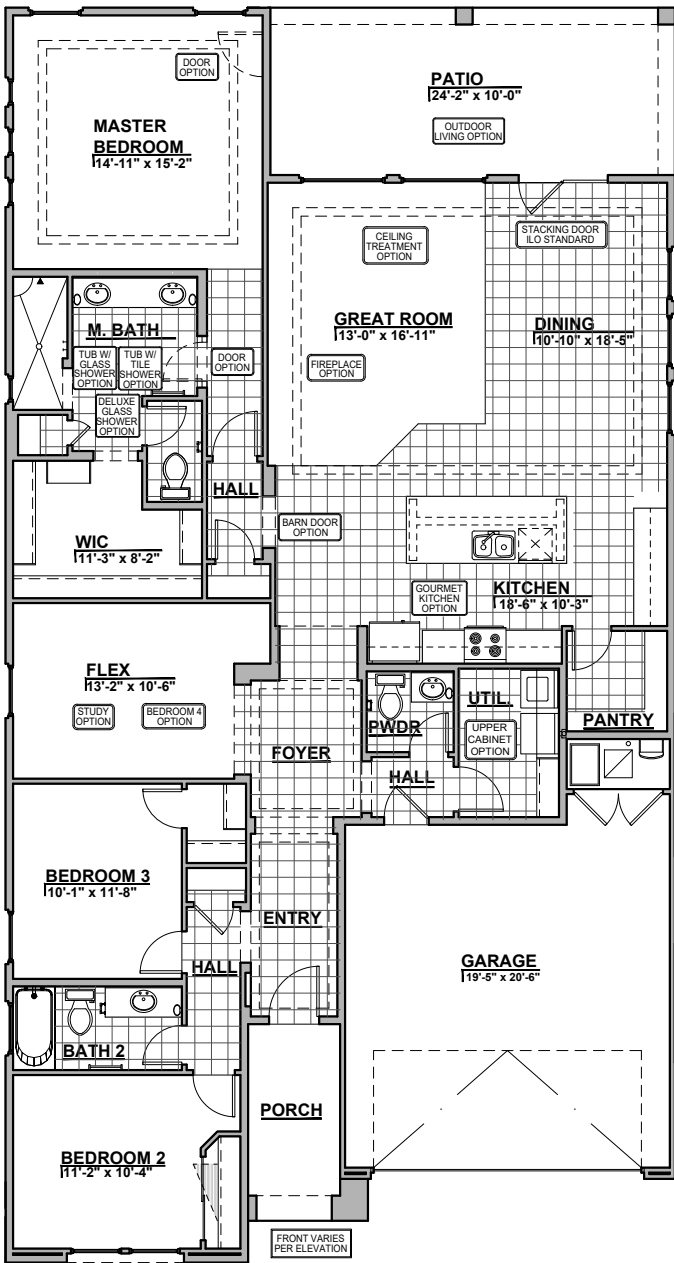 DOOR
OPTION
MASTER
BEDROOM
14'-11" x 15'-2"
PATIO
24'-2" x 10'-0"
OUTDOOR
LIVING OPTION
CEILING
TREATMENT
OPTION
STACKING DOOR
ILO STANDARD
GREAT ROOM
13'-0" x 16'-11"
DINING
10'-10" x 18'-5"
FIREPLACE
OPTION
M. BATH
TUB W/
GLASS
SHOWER
OPTION
TUB W/
TILE
SHOWER
OPTION
DOOR
OPTION
DELUXE
GLASS
SHOWER
OPTION
HALL
WIC
11'-3" x 8'-2"
BARN DOOR
OPTION
KITCHEN
18'-6" x 10'-3"
GOURMET
KITCHEN
OPTION
FLEX
13'-2" x 10'-6"
STUDY
OPTION
BEDROOM 4
OPTION
PWDR
UTIL.
UPPER
CABINET
OPTION
PANTRY
FOYER
HALL
BEDROOM 3
10'-1" x 11'-8"
ENTRY
HALL
GARAGE
19'-5" x 20'-6"
BATH 2
PORCH
BEDROOM 2
11'-2" x 10'-4"
FRONT VARIES
PER ELEVATION